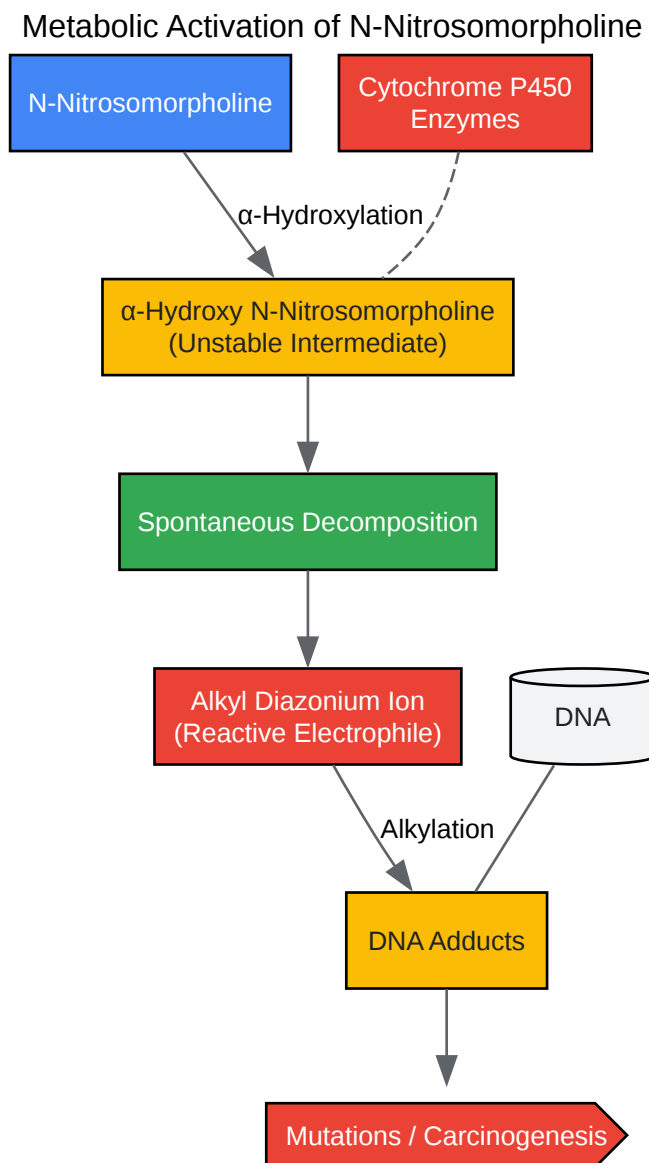 Metabolic Activation of N-Nitrosomorpholine
N-Nitrosomorpholine
Cytochrome P450
Enzymes
α-Hydroxylation
α-Hydroxy N-Nitrosomorpholine
(Unstable Intermediate)
Spontaneous Decomposition
Alkyl Diazonium Ion
(Reactive Electrophile)
DNA
Alkylation
DNA Adducts
Mutations / Carcinogenesis